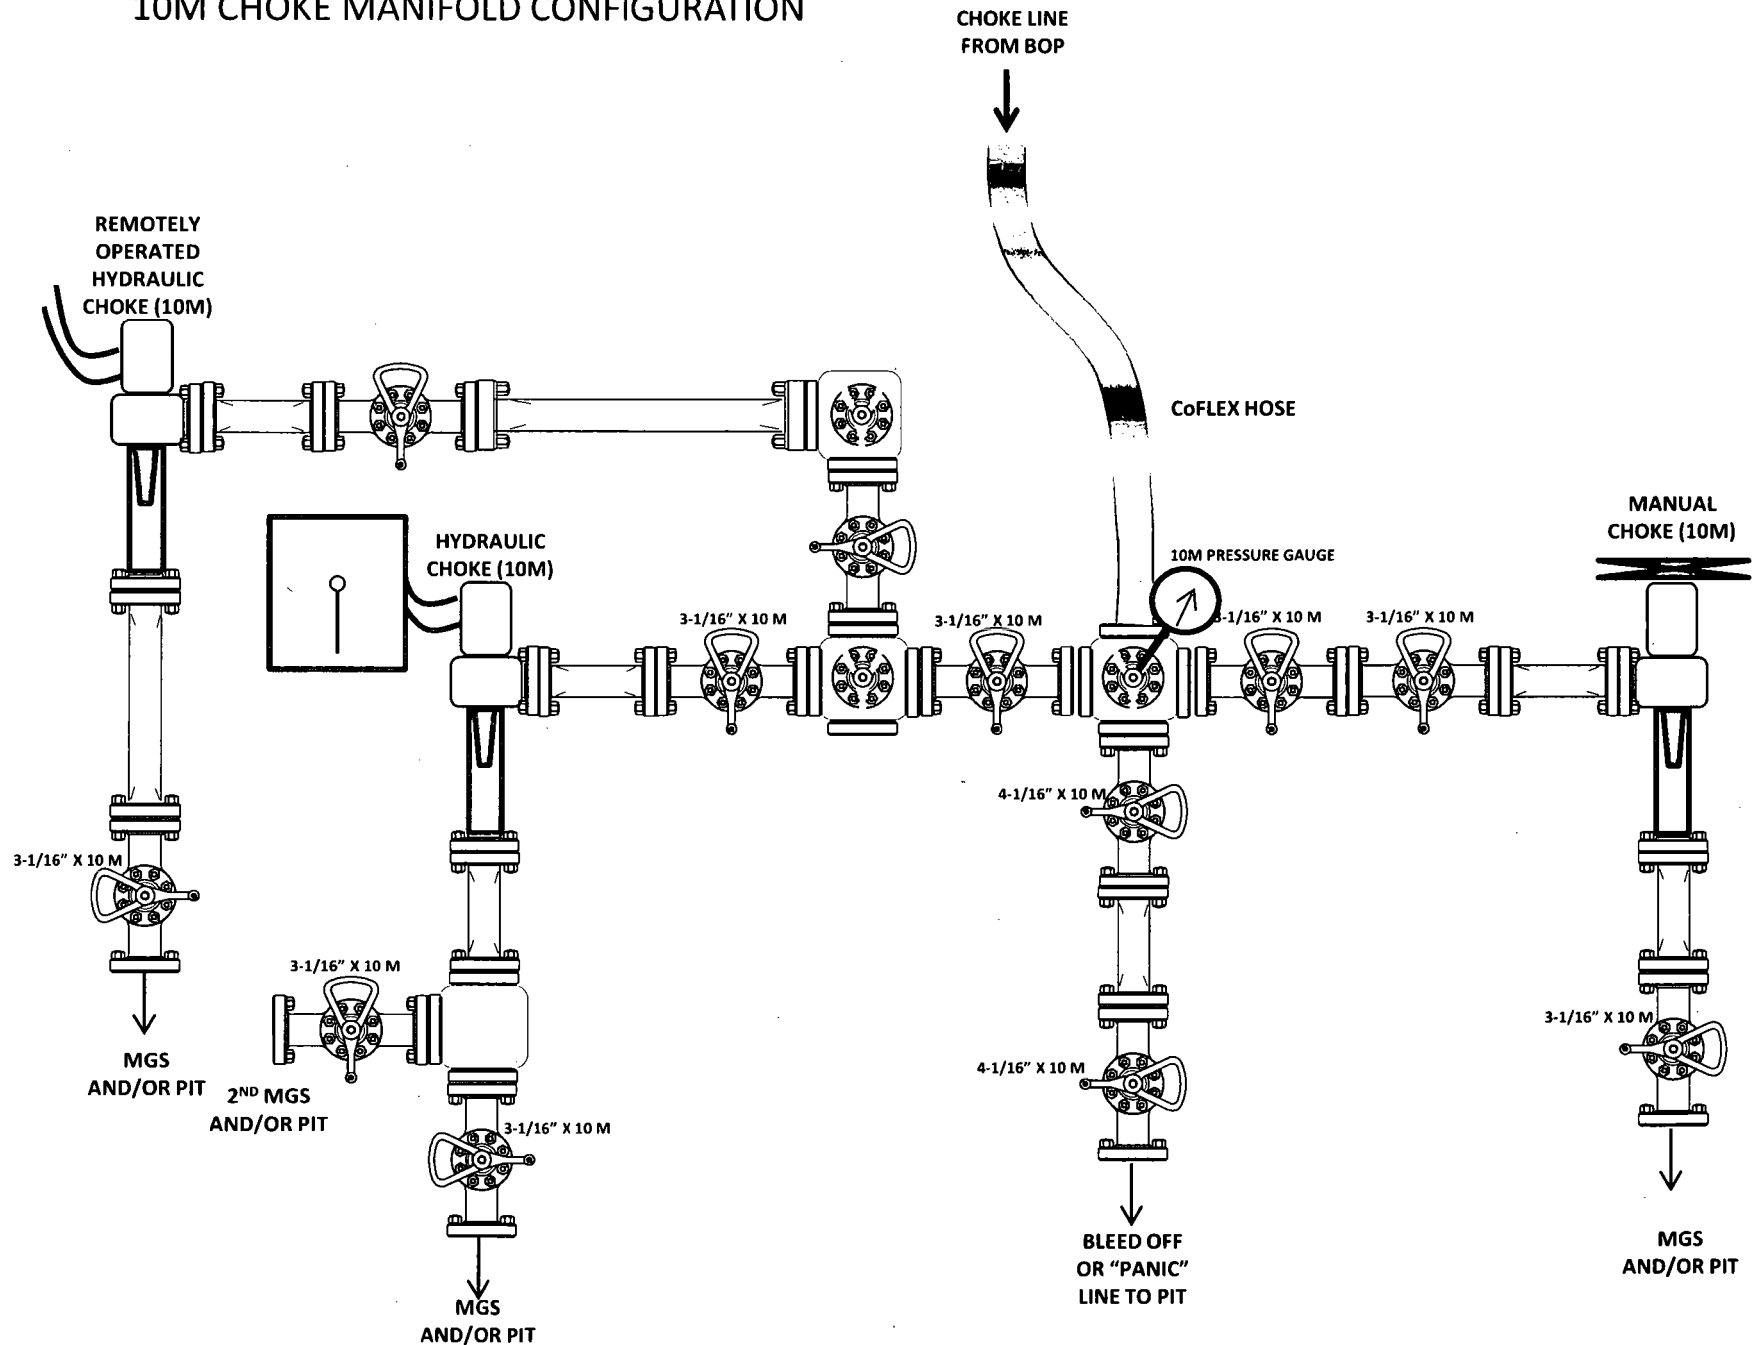 10M CHOKE MANIFOLD CONFIGURATION
CHOKE LINE
FROM BOP
REMOTELY
OPERATED
HYDRAULIC
CHOKE (10M)
CoFLEX HOSE
MANUAL
CHOKE (10M)
HYDRAULIC
CHOKE (10M)
10M PRESSURE GAUGE
3-1/16" X 10 M
3-1/16" X 10 M
3-1/16" X 10 M
3-1/16" X 10 M
4-1/16" X 10 M
3-1/16" X 10 M
3-1/16" X 10 M
3-1/16" X 10 M
MGS
AND/OR PIT
2ND MGS
AND/OR PIT
4-1/16" X 10 M
3-1/16" X 10 M
BLEED OFF
OR "PANIC"
LINE TO PIT
MGS
AND/OR PIT
MGS
AND/OR PIT